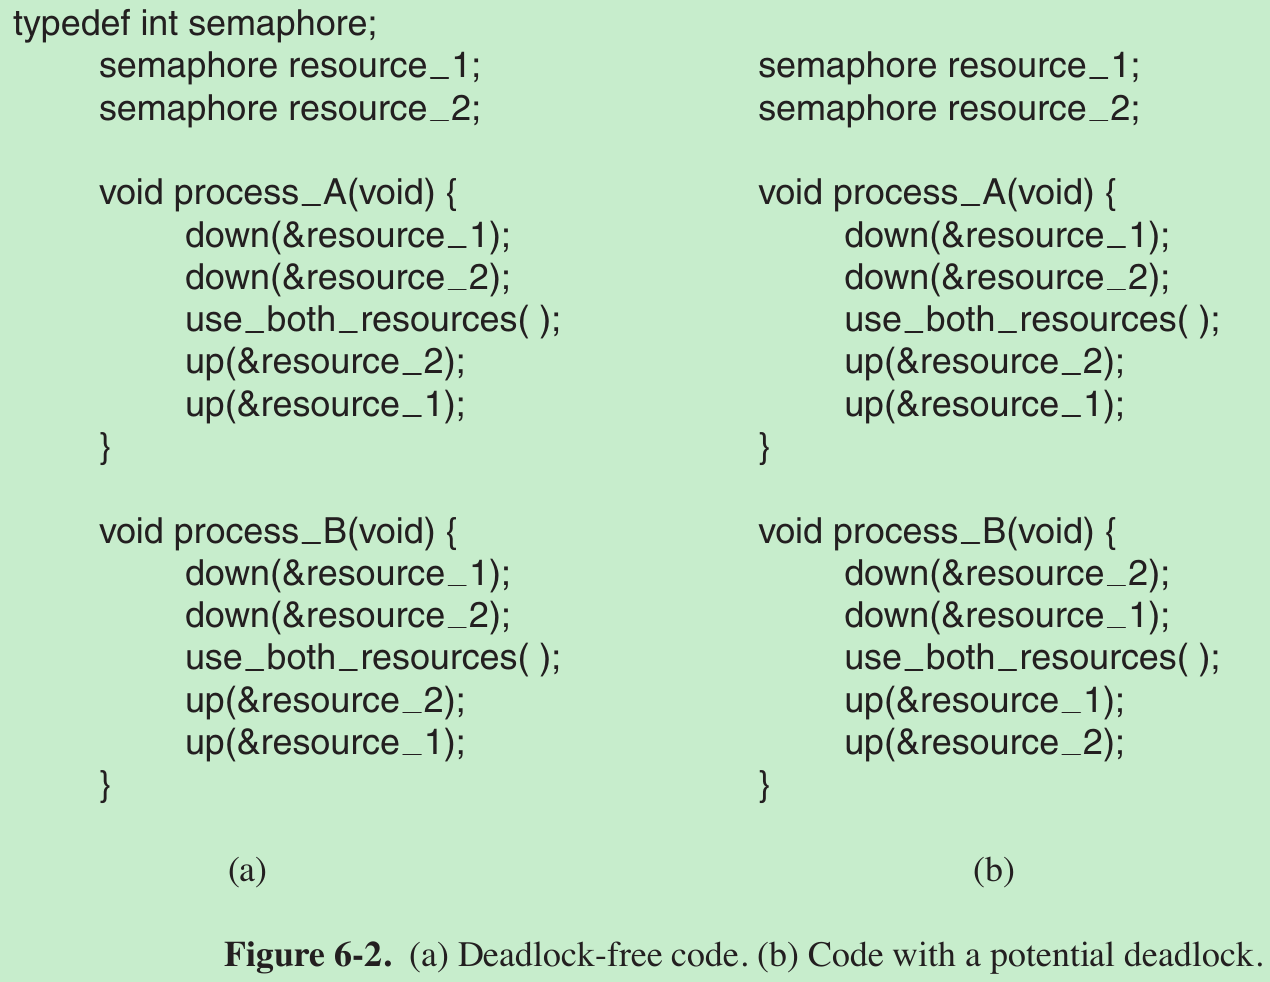 typedef int semaphore;
semaphore resource_1;
semaphore resource_2;
void process_A(void) {
down(&resource_1);
down(&resource_2);
use_both_resources( );
up(&resource_2);
up(&resource_1);
}
void process_B(void) {
down(&resource_1);
down(&resource_2);
use_both_resources( );
up(&resource_2);
up(&resource_1);
}
(a)
semaphore resource_1;
semaphore resource_2;
void process_A(void) {
down(&resource_1);
down(&resource_2);
use_both_resources( );
up(&resource_2);
up(&resource_1);
}
void process_B(void) {
down(&resource_2);
down(&resource_1);
use_both_resources( );
up(&resource_1);
up(&resource_2);
}
(b)
Figure 6-2. (a) Deadlock-free code. (b) Code with a potential deadlock.